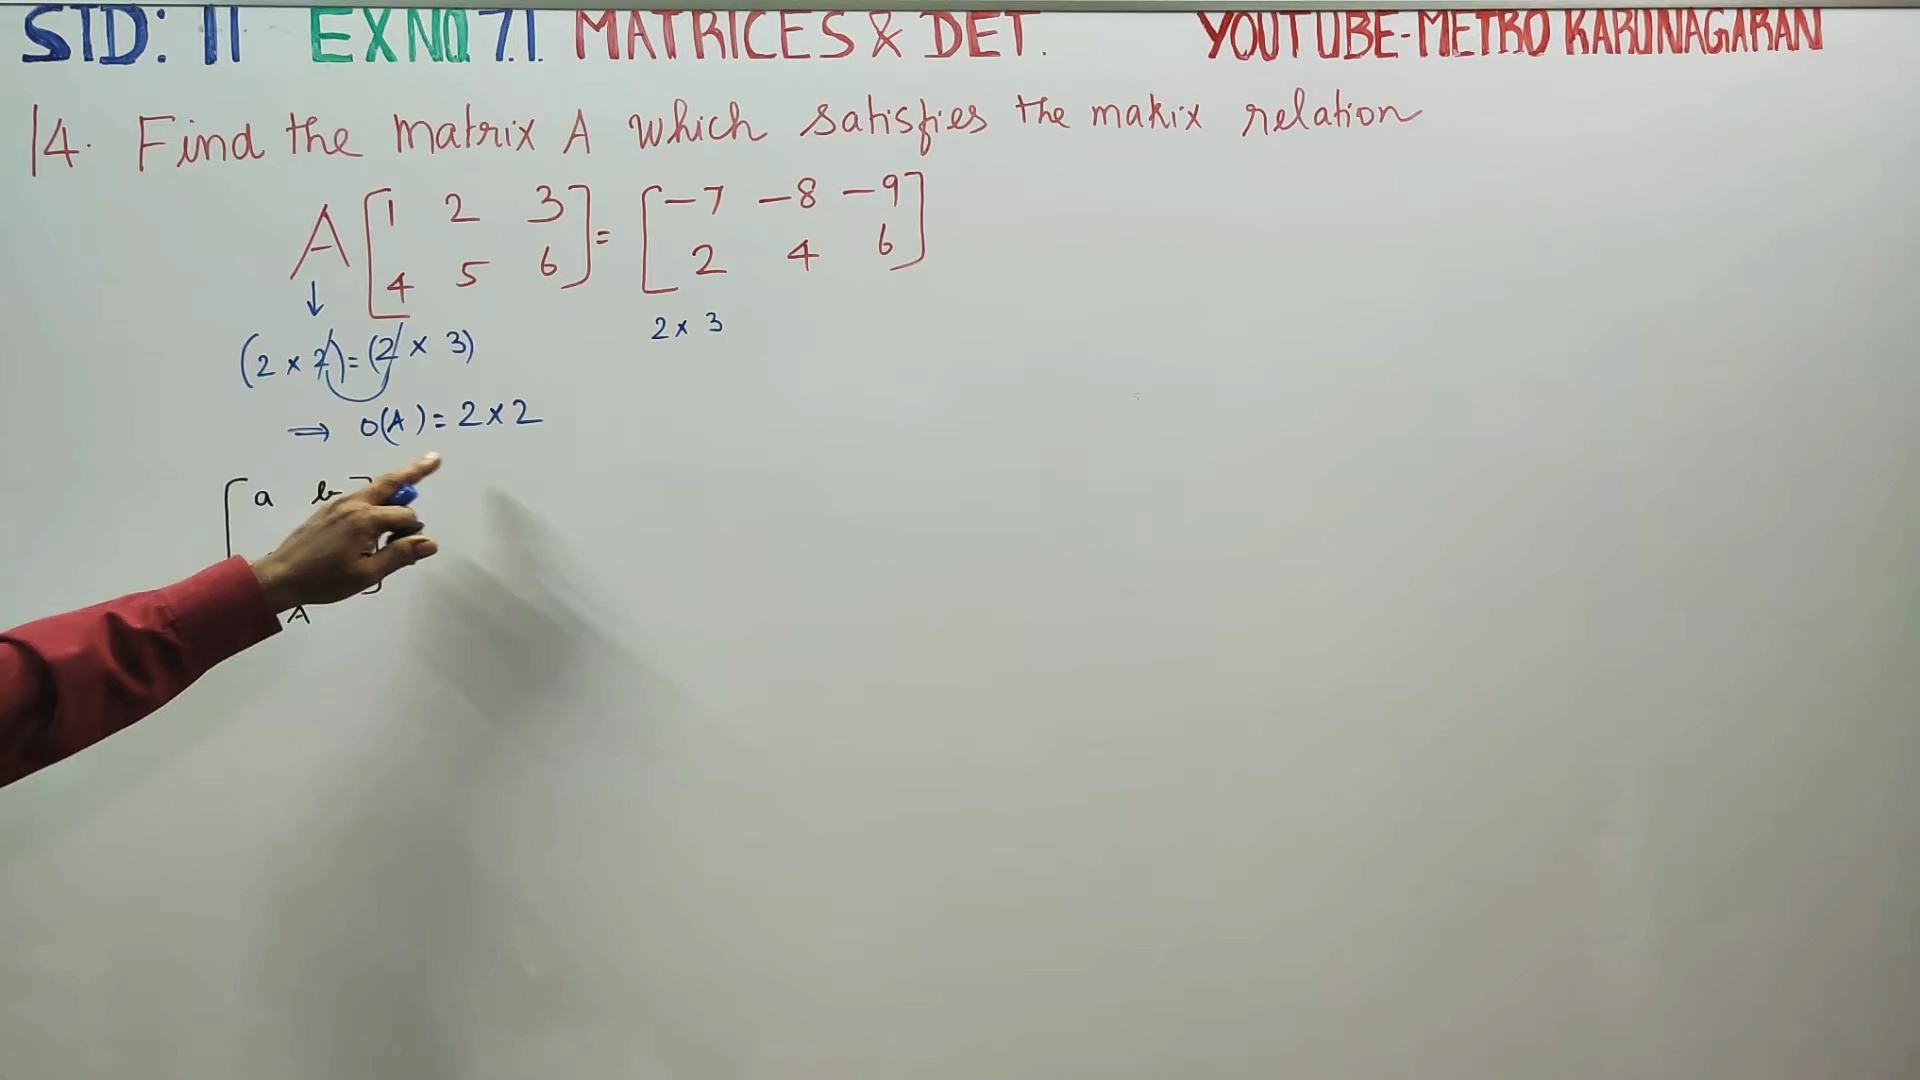 STD: 11 EX NO. 7.1. MATRICES & DET. YOUTUBE-METRO KARUNAGARAN
14. Find the matrix A which satisfies the matrix relation
A [1 2 3 = [-7 -8 -9
4 5 6] 2 4 6]
(2 × 2) = (2 × 3) 2 × 3
⇒ O(A) = 2 × 2
[a b]
A